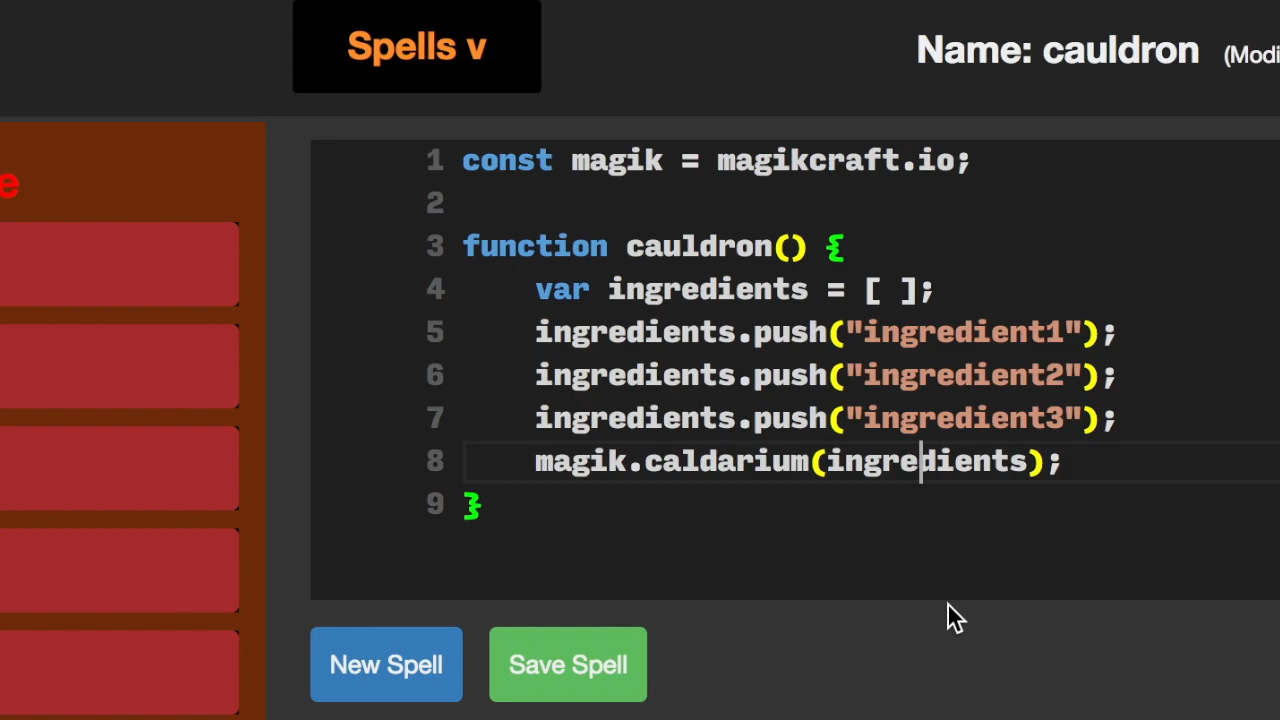 Spells v
Name: cauldron (Modi
e
1 const magik = magikcraft.io;
2
3 function cauldron() {
4 var ingredients = [ ];
5 ingredients.push("ingredient1");
6 ingredients.push("ingredient2");
7 ingredients.push("ingredient3");
8 magik.caldarium(ingredients);
9 }
New Spell
Save Spell